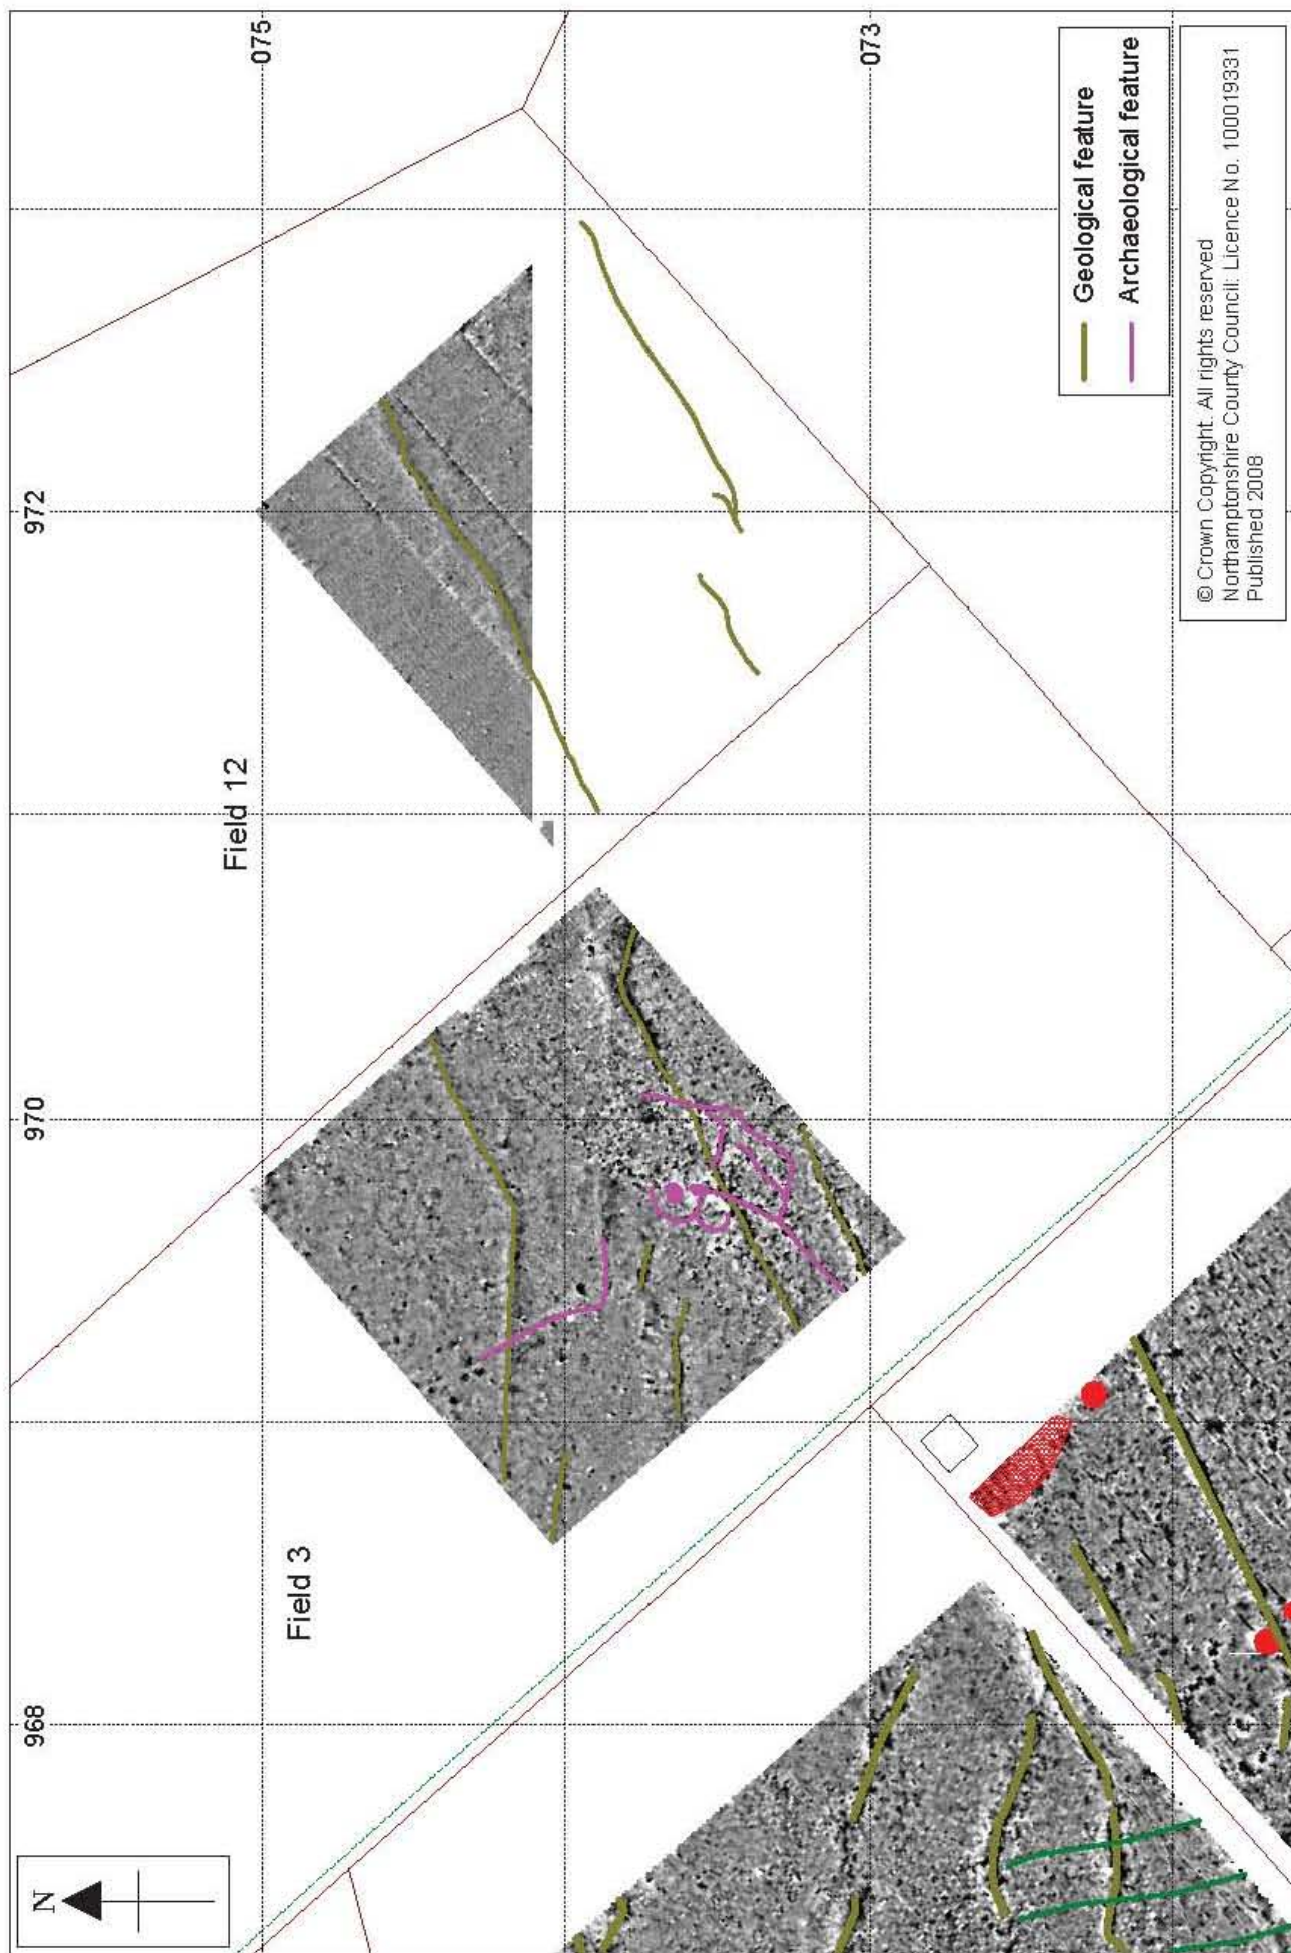 N
968
970
972
075
073
Field 3
Field 12
Geological feature
Archaeological feature
© Crown Copyright. All rights reserved
Northamptonshire County Council: Licence No. 100019331
Published 2008